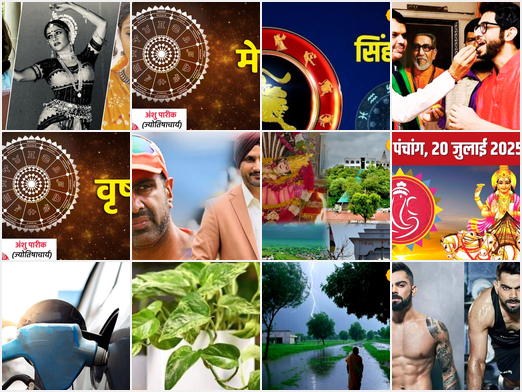 मे
अंशु पारीक
(ज्योतिषाचार्य)
सिंह
वृष
अंशु पारीक
(ज्योतिषाचार्य)
पंचांग, 20 जुलाई 2025